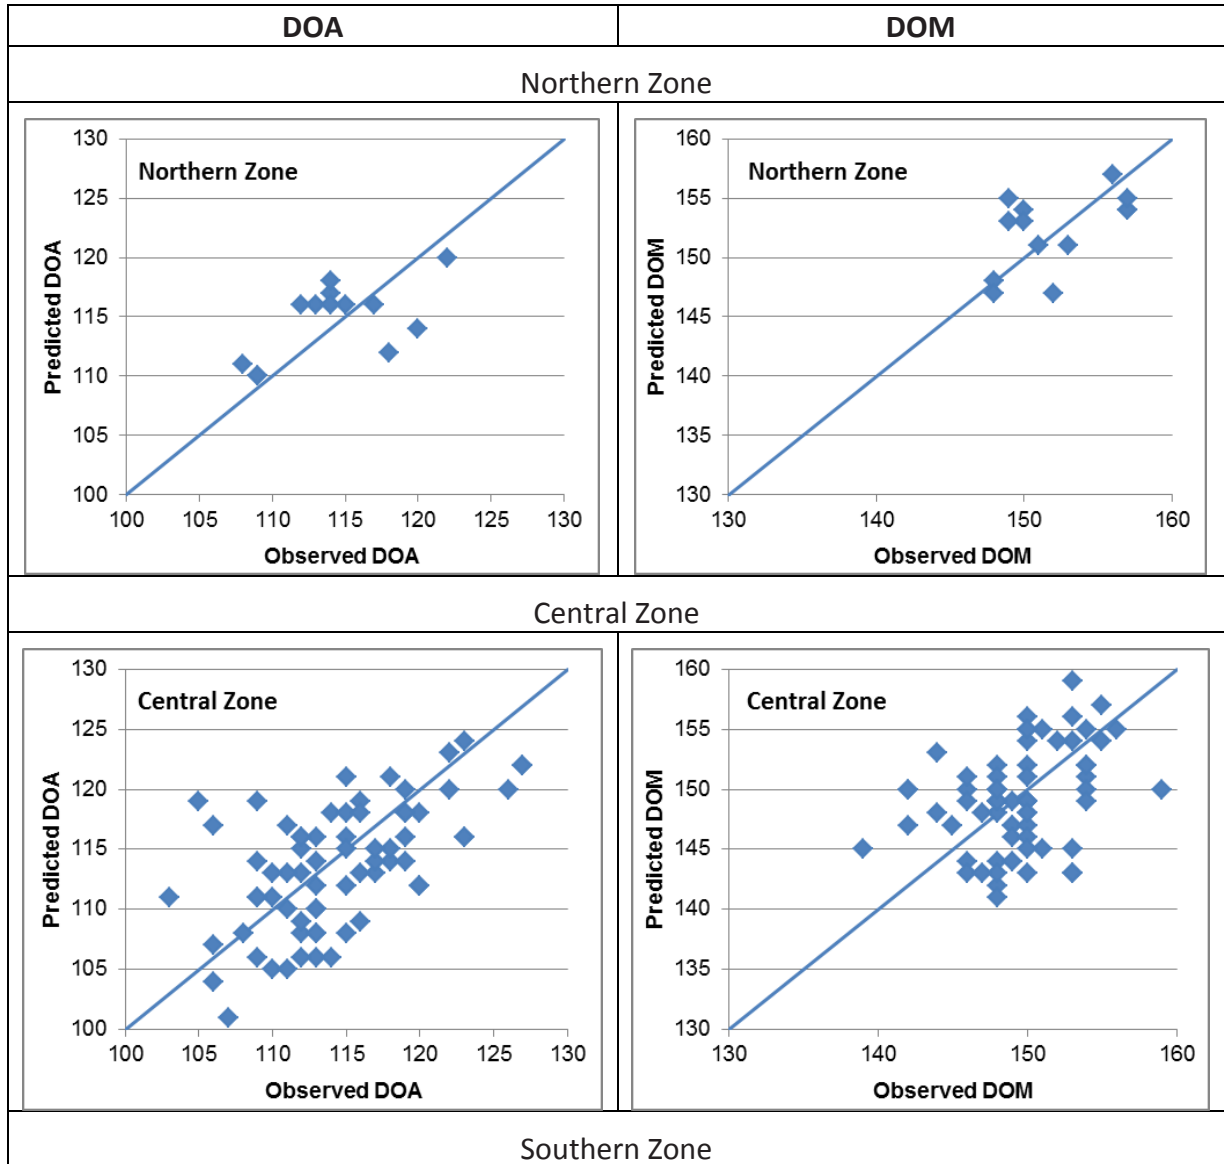 DOA DOM
Northern Zone
130
125
120
115
110
105
100
Predicted DOA
Northern Zone
100 105 110 115 120 125 130
Observed DOA
160
155
150
145
140
135
130
Predicted DOM
Northern Zone
130 140 150 160
Observed DOM
Central Zone
130
125
120
115
110
105
100
Predicted DOA
Central Zone
100 105 110 115 120 125 130
Observed DOA
160
155
150
145
140
135
130
Predicted DOM
Central Zone
130 140 150 160
Observed DOM
Southern Zone